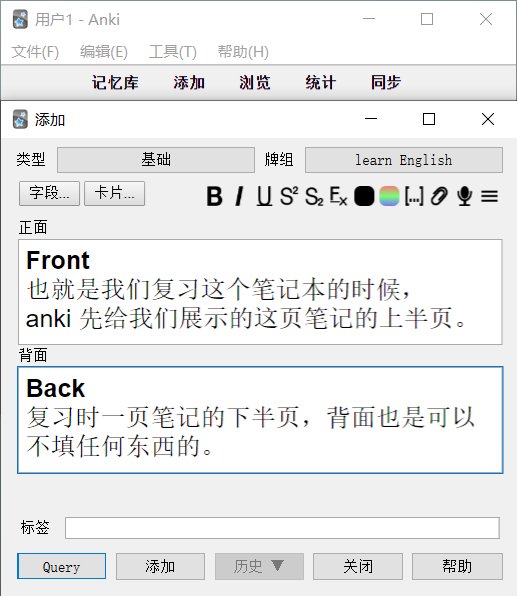 用户1 - Anki
文件(F) 编辑(E) 工具(T) 帮助(H)
记忆库 添加 浏览 统计 同步
添加
类型 基础 牌组 learn English
字段... 卡片... B I U S² S₂ Ex [...]
正面
Front
也就是我们复习这个笔记本的时候，
anki 先给我们展示的这页笔记的上半页。
背面
Back
复习时一页笔记的下半页，背面也是可以
不填任何东西的。
标签
Query 添加 历史 ▼ 关闭 帮助